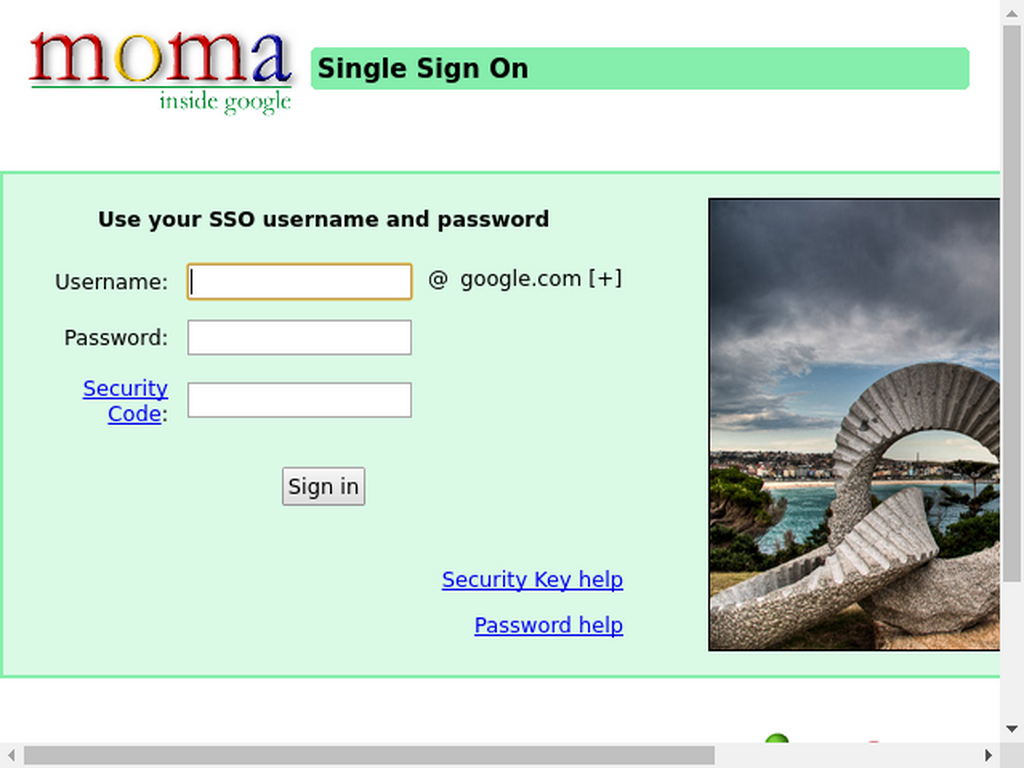 moma
inside google
Single Sign On
Use your SSO username and password
Username:
@ google.com [+]
Password:
Security
Code:
Sign in
Security Key help
Password help